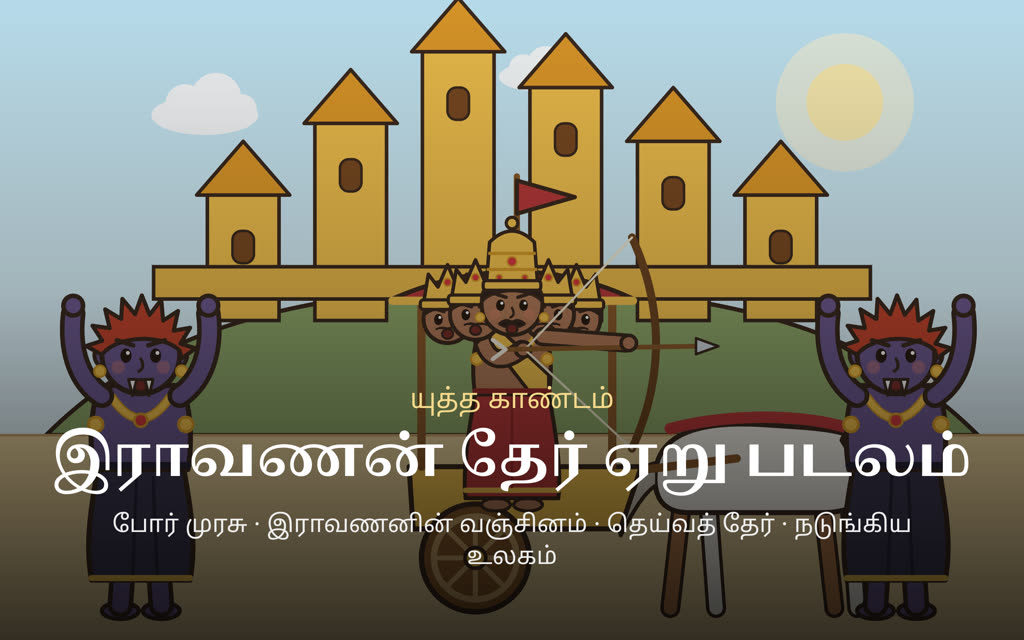 யுத்த காண்டம்
இராவணன் தேர் ஏறு படலம்
போர் முரசு · இராவணனின் வஞ்சினம் · தெய்வத் தேர் · நடுங்கிய
உலகம்